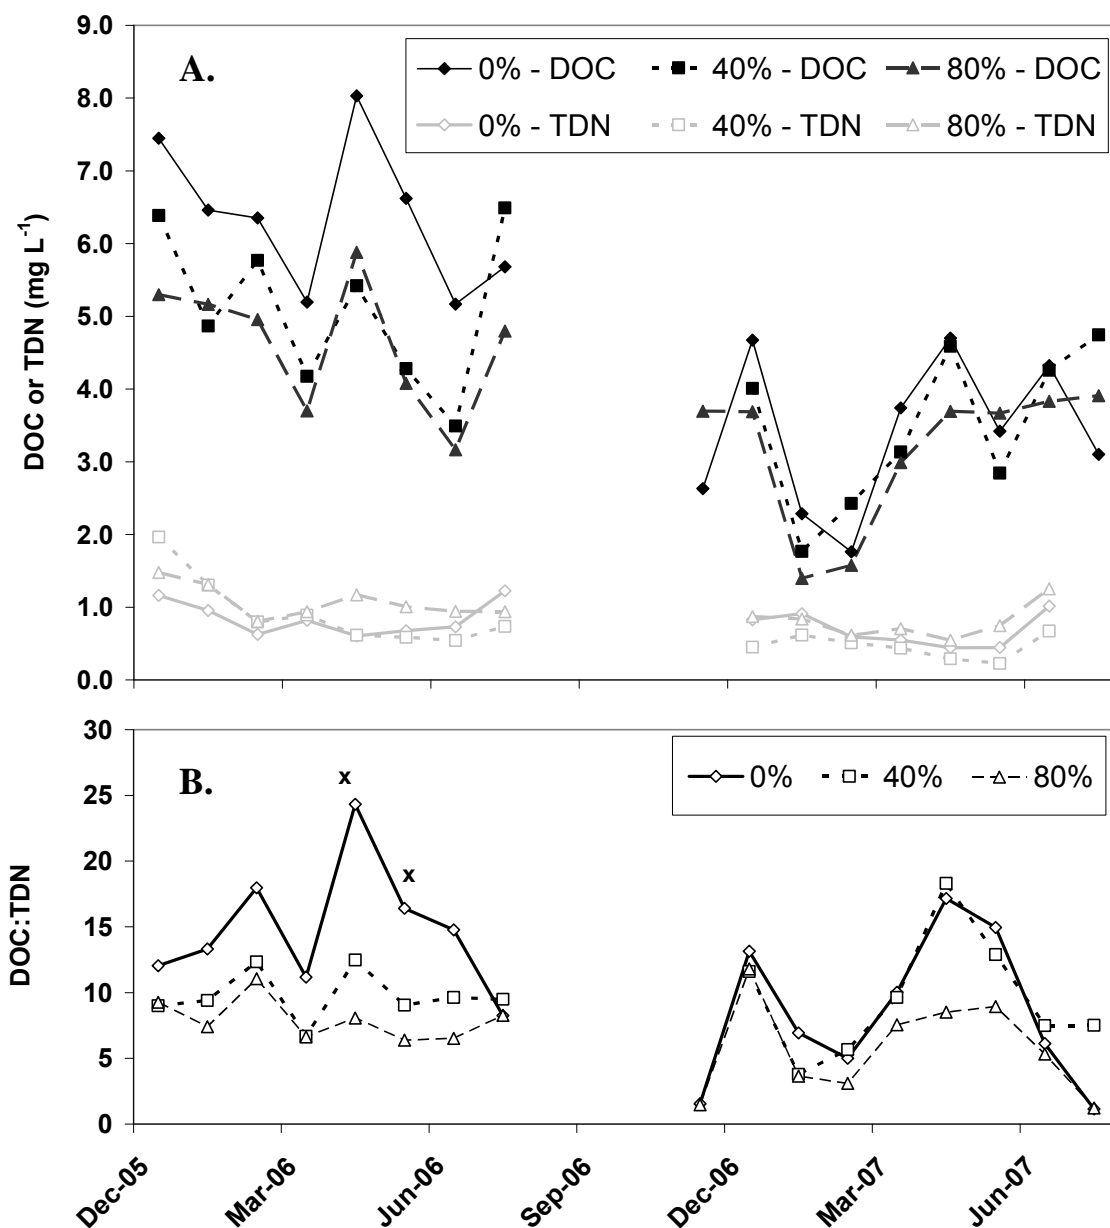 9.0
8.0
7.0
6.0
5.0
4.0
3.0
2.0
1.0
0.0
DOC or TDN (mg L⁻¹)
A.
0% - DOC 40% - DOC 80% - DOC
0% - TDN 40% - TDN 80% - TDN
30
25
20
15
10
5
0
DOC:TDN
B.
0% 40% 80%
x
x
Dec-05 Mar-06 Jun-06 Sep-06 Dec-06 Mar-07 Jun-07